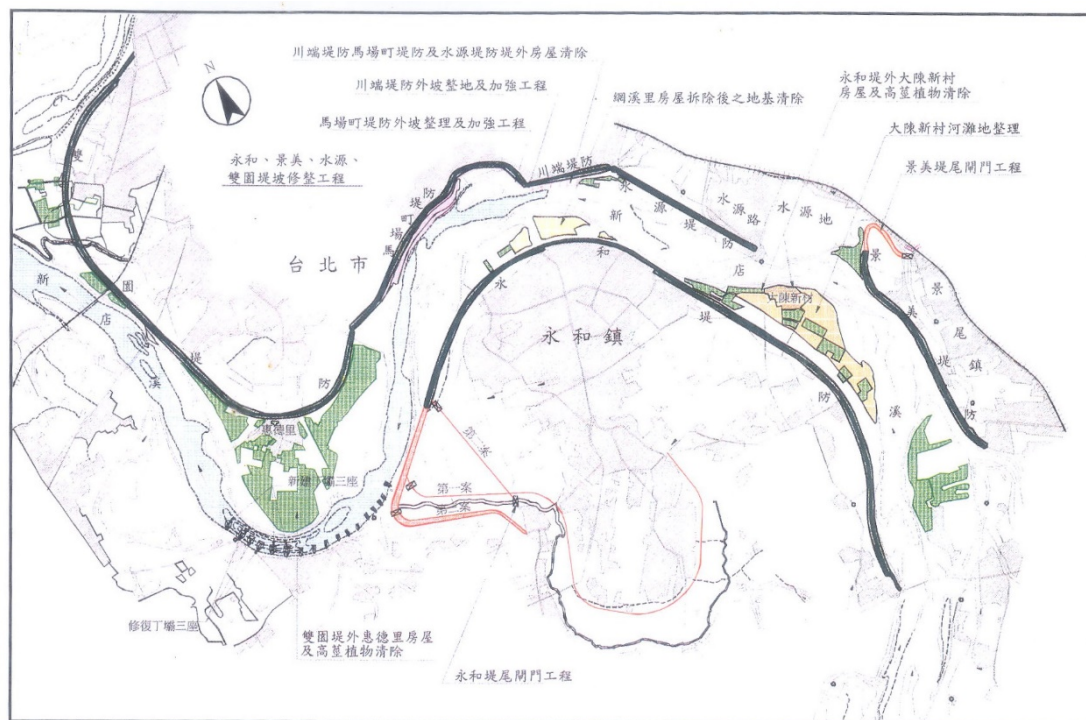 川端堤防馬場町堤防及水源堤防堤外房屋清除
川端堤防外坡整地及加強工程
馬場町堤防外坡整理及加強工程
永和、景美、水源、
雙園堤坡修整工程
網溪里房屋拆除後之地基清除
永和堤外大陳新村
房屋及高莖植物清除
大陳新村河灘地整理
景美堤尾閘門工程
N
雙園堤防
川端堤防
馬場町堤防
水源堤防
水源路
水源地
新店溪
景美堤防
景尾鎮
台北市
永和堤防
永和鎮
大陳新村
新店溪
惠德里
新建丁壩三座
第一案
第二案
第三案
修復丁壩三座
雙園堤外惠德里房屋
及高莖植物清除
永和堤尾閘門工程